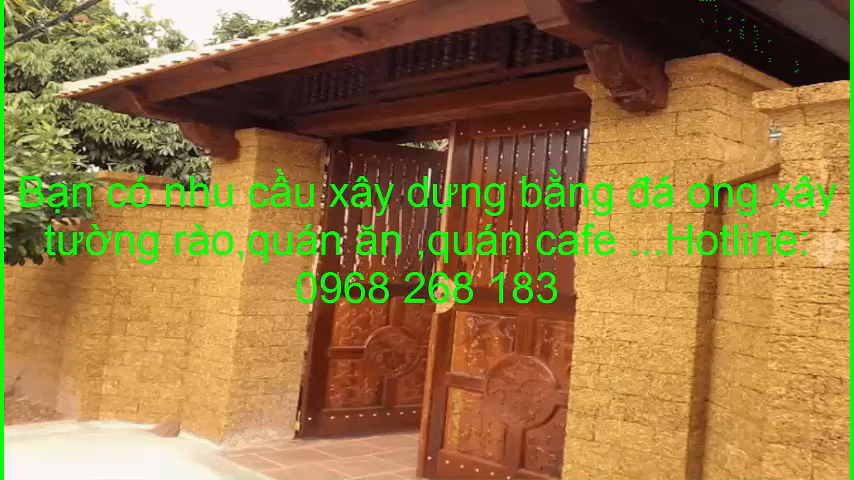 Bạn có nhu cầu xây dựng bằng đá ong xây
tường rào,quán ăn ,quán cafe ...Hotline:
0968 268 183